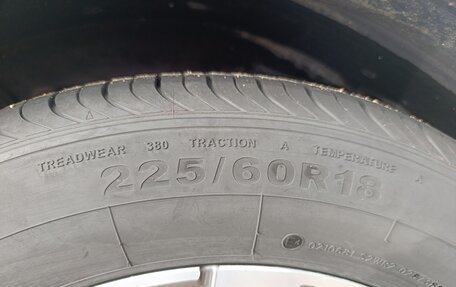 TREADWEAR 380 TRACTION A TEMPERATURE A
225/60R18